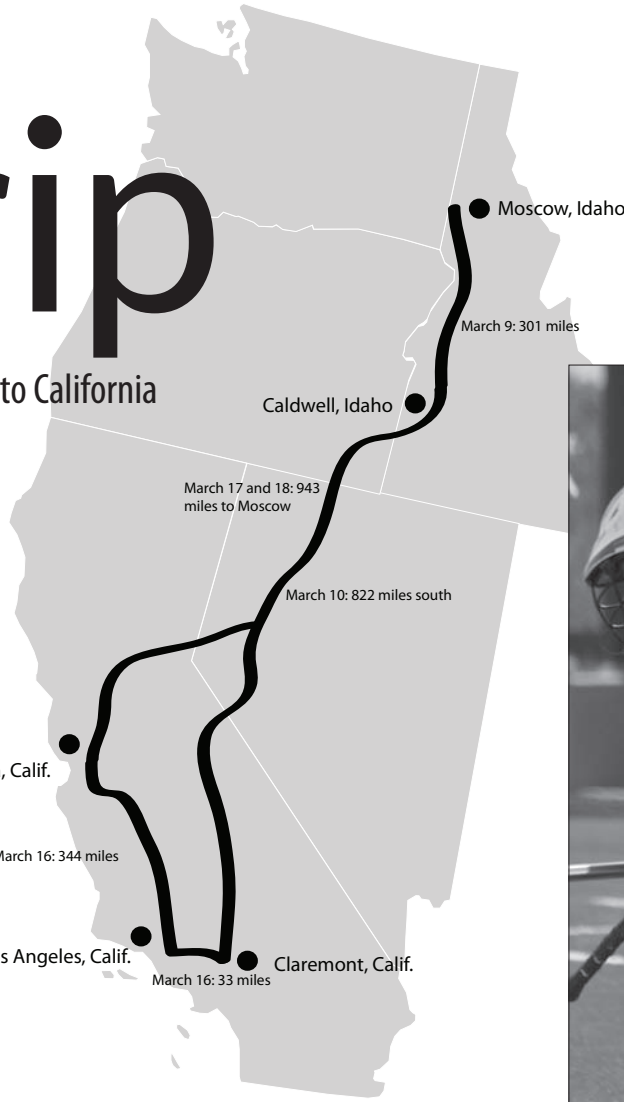 rip
to California
Moscow, Idaho
March 9: 301 miles
Caldwell, Idaho
March 17 and 18: 943
miles to Moscow
March 10: 822 miles south
, Calif.
March 16: 344 miles
s Angeles, Calif.
Claremont, Calif.
March 16: 33 miles